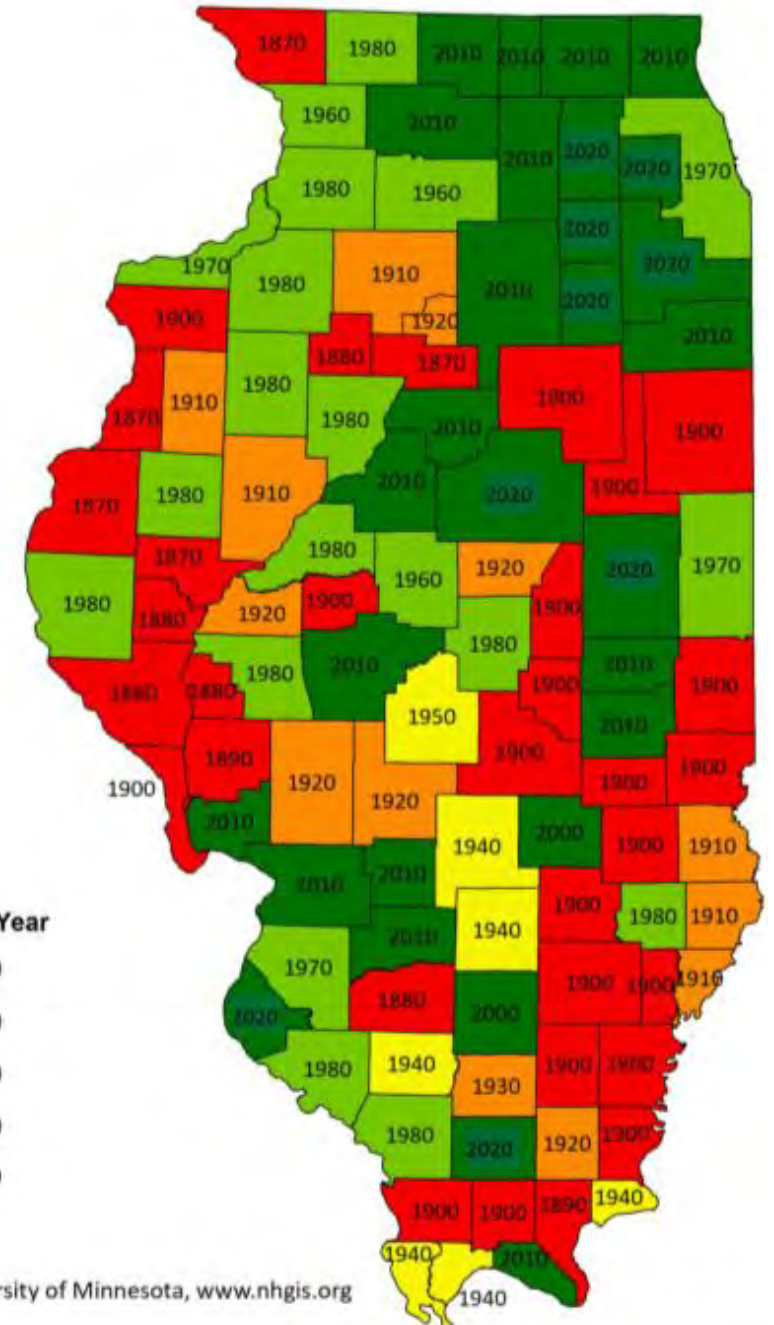 1870 1980 2010 2010 2010 2010
1960 2010 2010 2020 2020 1970
1980 1960 2020
1970 1980 1910 2010 2020 2020
1900 1920 2010
1880 1870
1870 1910 1980 1980 1900 1900
2010
1870 1980 1910 2010 2020 1900
1870 1980 1960 1920 2020 1970
1980 1880 1920 1900 1900
1980 2010 1980 2010
1880 1880 1950 1900 1900
2010
1900 1890 1920 1920 1900 1900 1900
2010 1940 2000 1900 1910
2010 2010 1900 1980 1910
Year
1970 2010 1940 1900 1900 1910
2020 1880 2000
1980 1940 1930 1900 1900
1980 2020 1920 1900
1900 1900 1890 1940
1940 2010
rsity of Minnesota, www.nhgis.org
1940